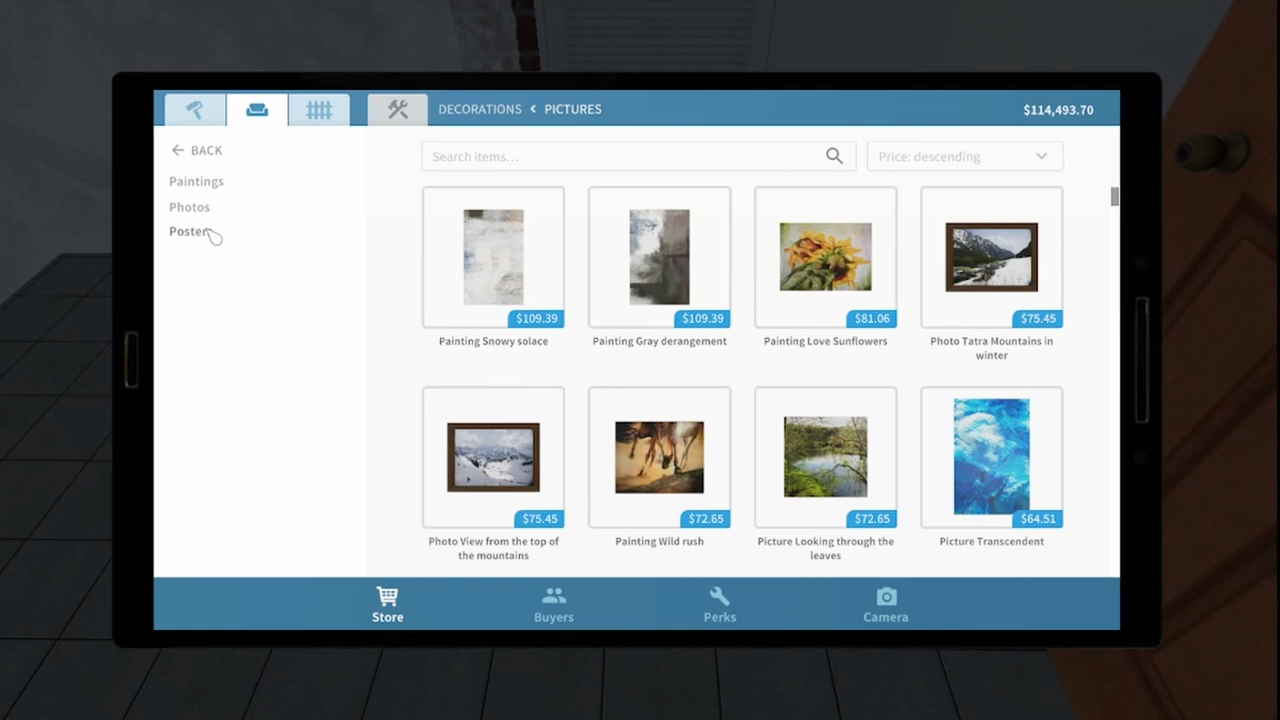 DECORATIONS < PICTURES
$114,493.70
BACK
Search items...
Price: descending
Paintings
Photos
Poster
$109.39
$109.39
$81.06
$75.45
Painting Snowy solace
Painting Gray derangement
Painting Love Sunflowers
Photo Tatra Mountains in
winter
$75.45
$72.65
$72.65
$64.51
Photo View from the top of
the mountains
Painting Wild rush
Picture Looking through the
leaves
Picture Transcendent
Store
Buyers
Perks
Camera